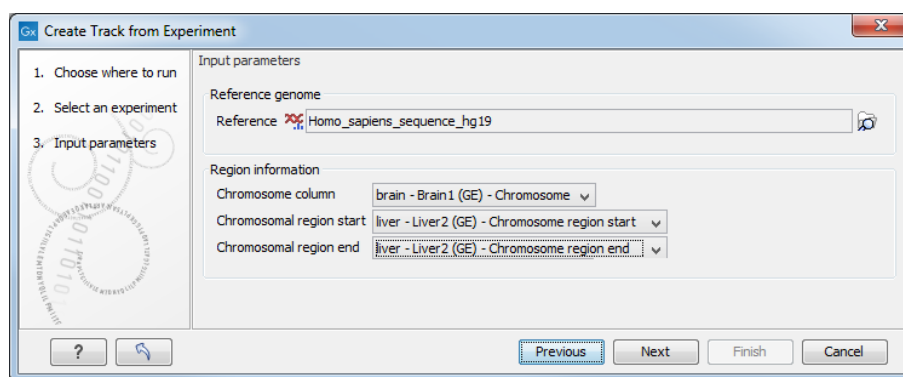 Gx Create Track from Experiment
1. Choose where to run
2. Select an experiment
3. Input parameters
Input parameters
Reference genome
Reference Homo_sapiens_sequence_hg19
Region information
Chromosome column brain - Brain1 (GE) - Chromosome
Chromosomal region start liver - Liver2 (GE) - Chromosome region start
Chromosomal region end liver - Liver2 (GE) - Chromosome region end
? Previous Next Finish Cancel